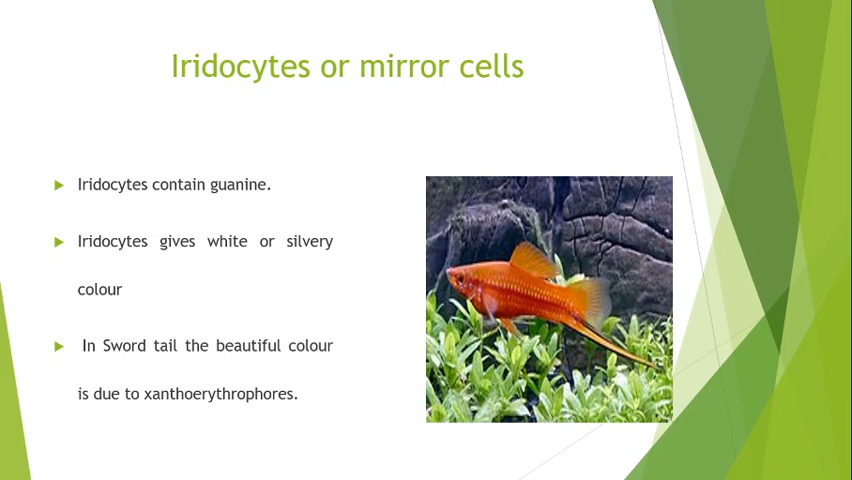 Iridocytes or mirror cells
Iridocytes contain guanine.
Iridocytes gives white or silvery
colour
In Sword tail the beautiful colour
is due to xanthoerythrophores.